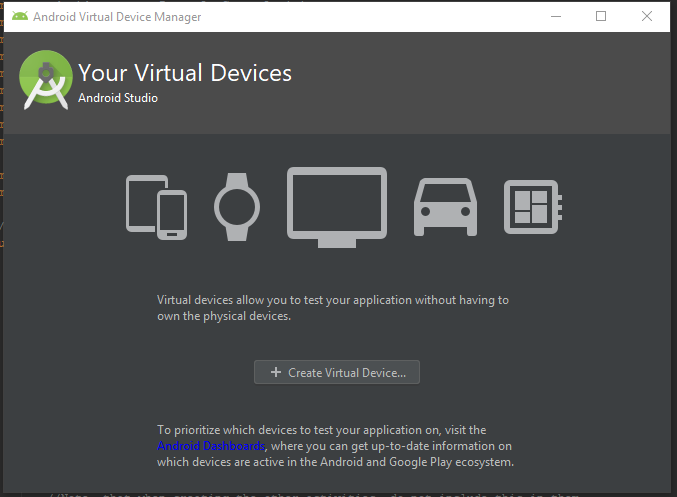 Android Virtual Device Manager
Your Virtual Devices
Android Studio
Virtual devices allow you to test your application without having to
own the physical devices.
+ Create Virtual Device...
To prioritize which devices to test your application on, visit the
Android Dashboards, where you can get up-to-date information on
which devices are active in the Android and Google Play ecosystem.